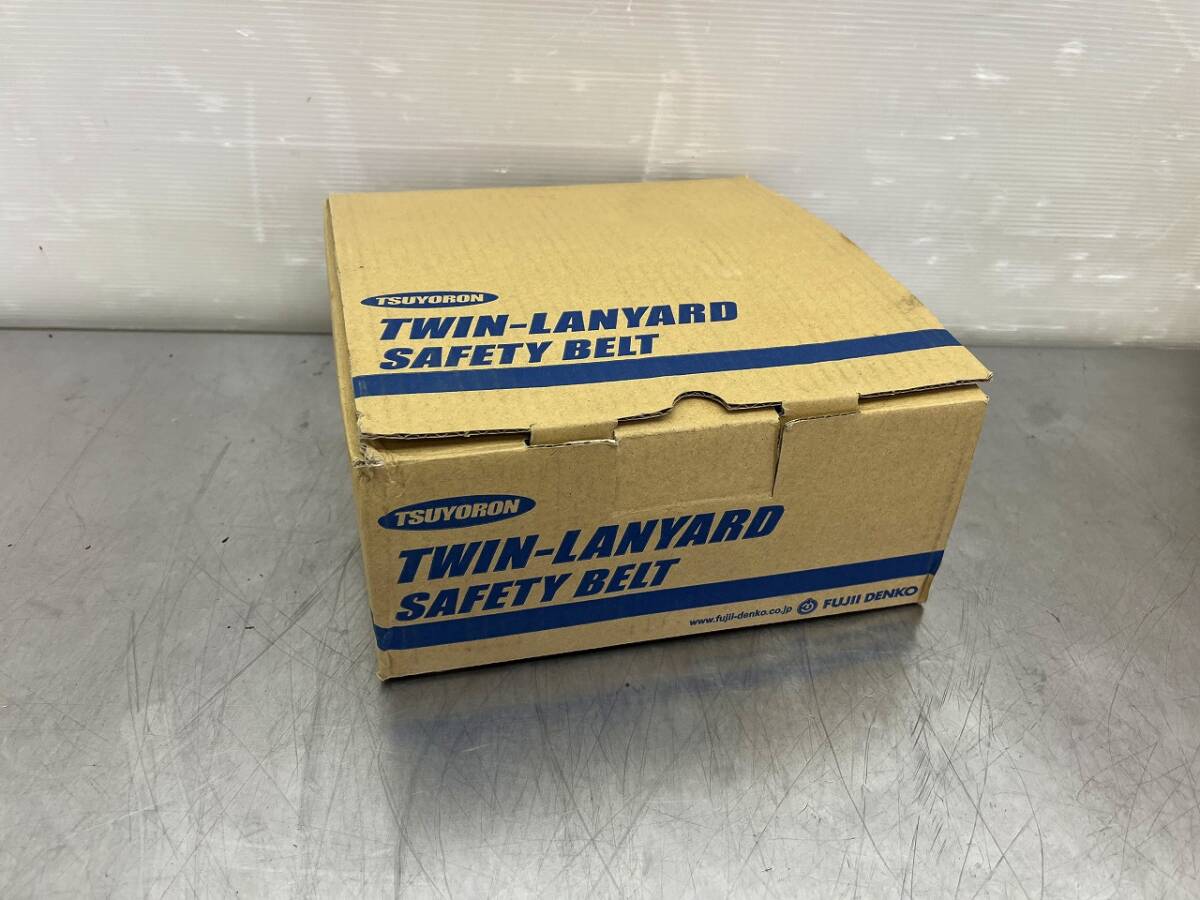 TSUYORON
TWIN-LANYARD
SAFETY BELT
TSUYORON
TWIN-LANYARD
SAFETY BELT
www.fujii-denko.co.jp FUJII DENKO